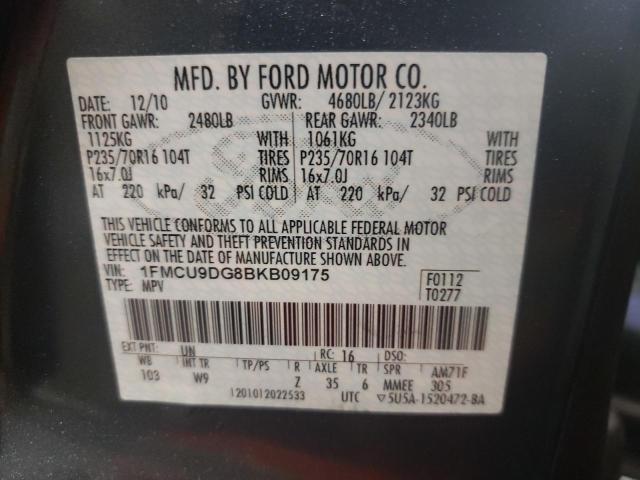 MFD. BY FORD MOTOR CO.
DATE: 12/10 GVWR: 4680LB/ 2123KG
FRONT GAWR: 2480LB REAR GAWR: 2340LB
1125KG WITH 1061KG WITH
P235/70R16 104T TIRES P235/70R16 104T TIRES
16x7.0J RIMS 16x7.0J RIMS
AT 220 kPa/ 32 PSI COLD AT 220 kPa/ 32 PSI COLD
THIS VEHICLE CONFORMS TO ALL APPLICABLE FEDERAL MOTOR
VEHICLE SAFETY AND THEFT PREVENTION STANDARDS IN
EFFECT ON THE DATE OF MANUFACTURE SHOWN ABOVE.
VIN: 1FMCU9DG8BKB09175 F0112
TYPE: MPV T0277
EXT PNT: UN RC: 16 DSO:
WB INT TR TP/PS R AXLE TR SPR AM71F
103 W9 Z 35 6 MMEE 305
1201012022533 UTC ▽5U5A-1520472-BA